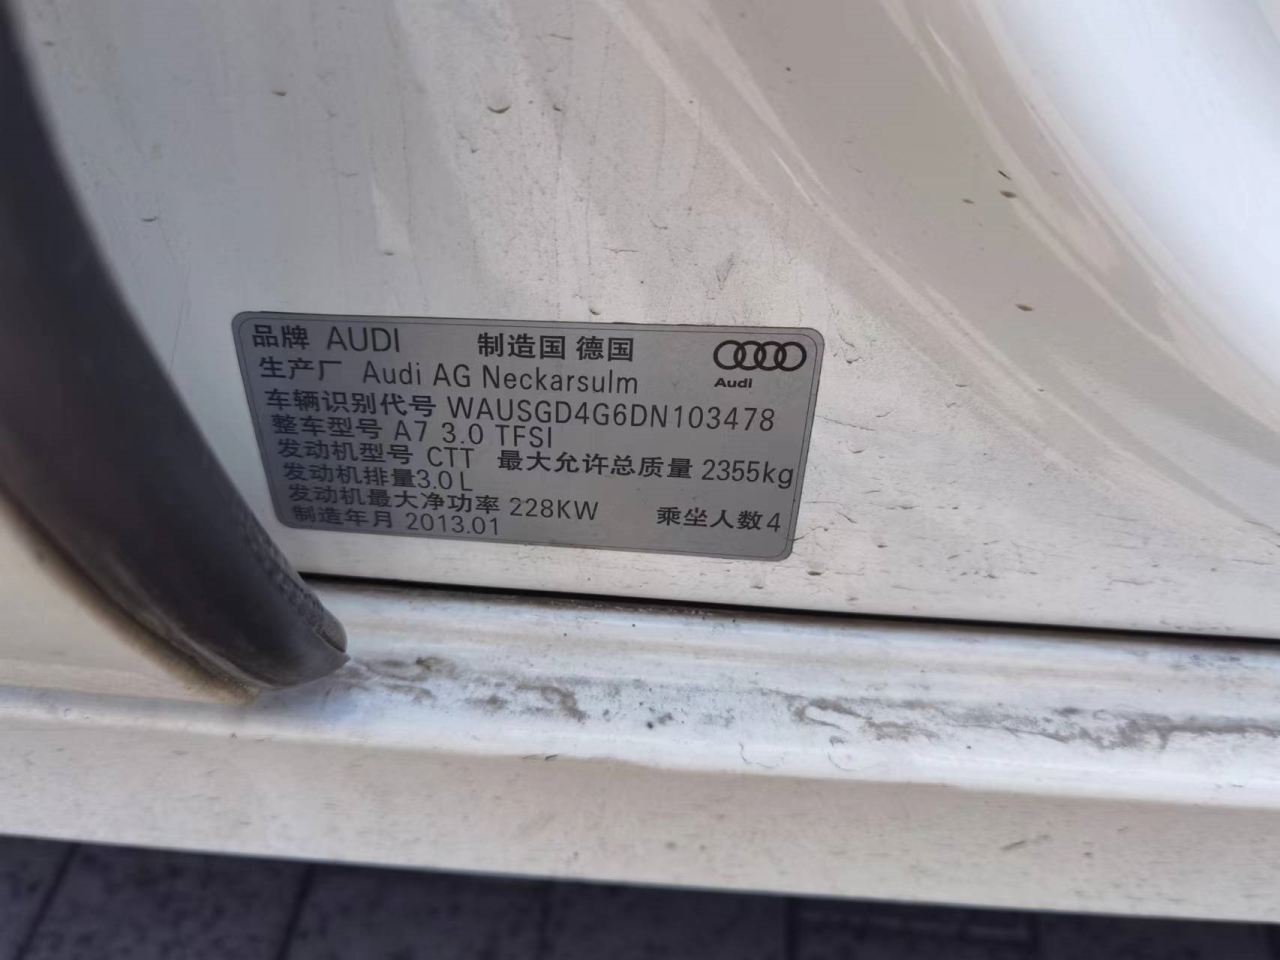 品牌 AUDI 制造国 德国
生产厂 Audi AG Neckarsulm
Audi
车辆识别代号 WAUSGD4G6DN103478
整车型号 A7 3.0 TFSI
发动机型号 CTT 最大允许总质量 2355kg
发动机排量3.0L
发动机最大净功率 228KW 乘坐人数4
制造年月 2013.01